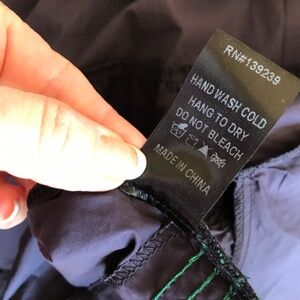 RN#139239
HAND WASH COLD
HANG TO DRY
DO NOT BLEACH
MADE IN CHINA